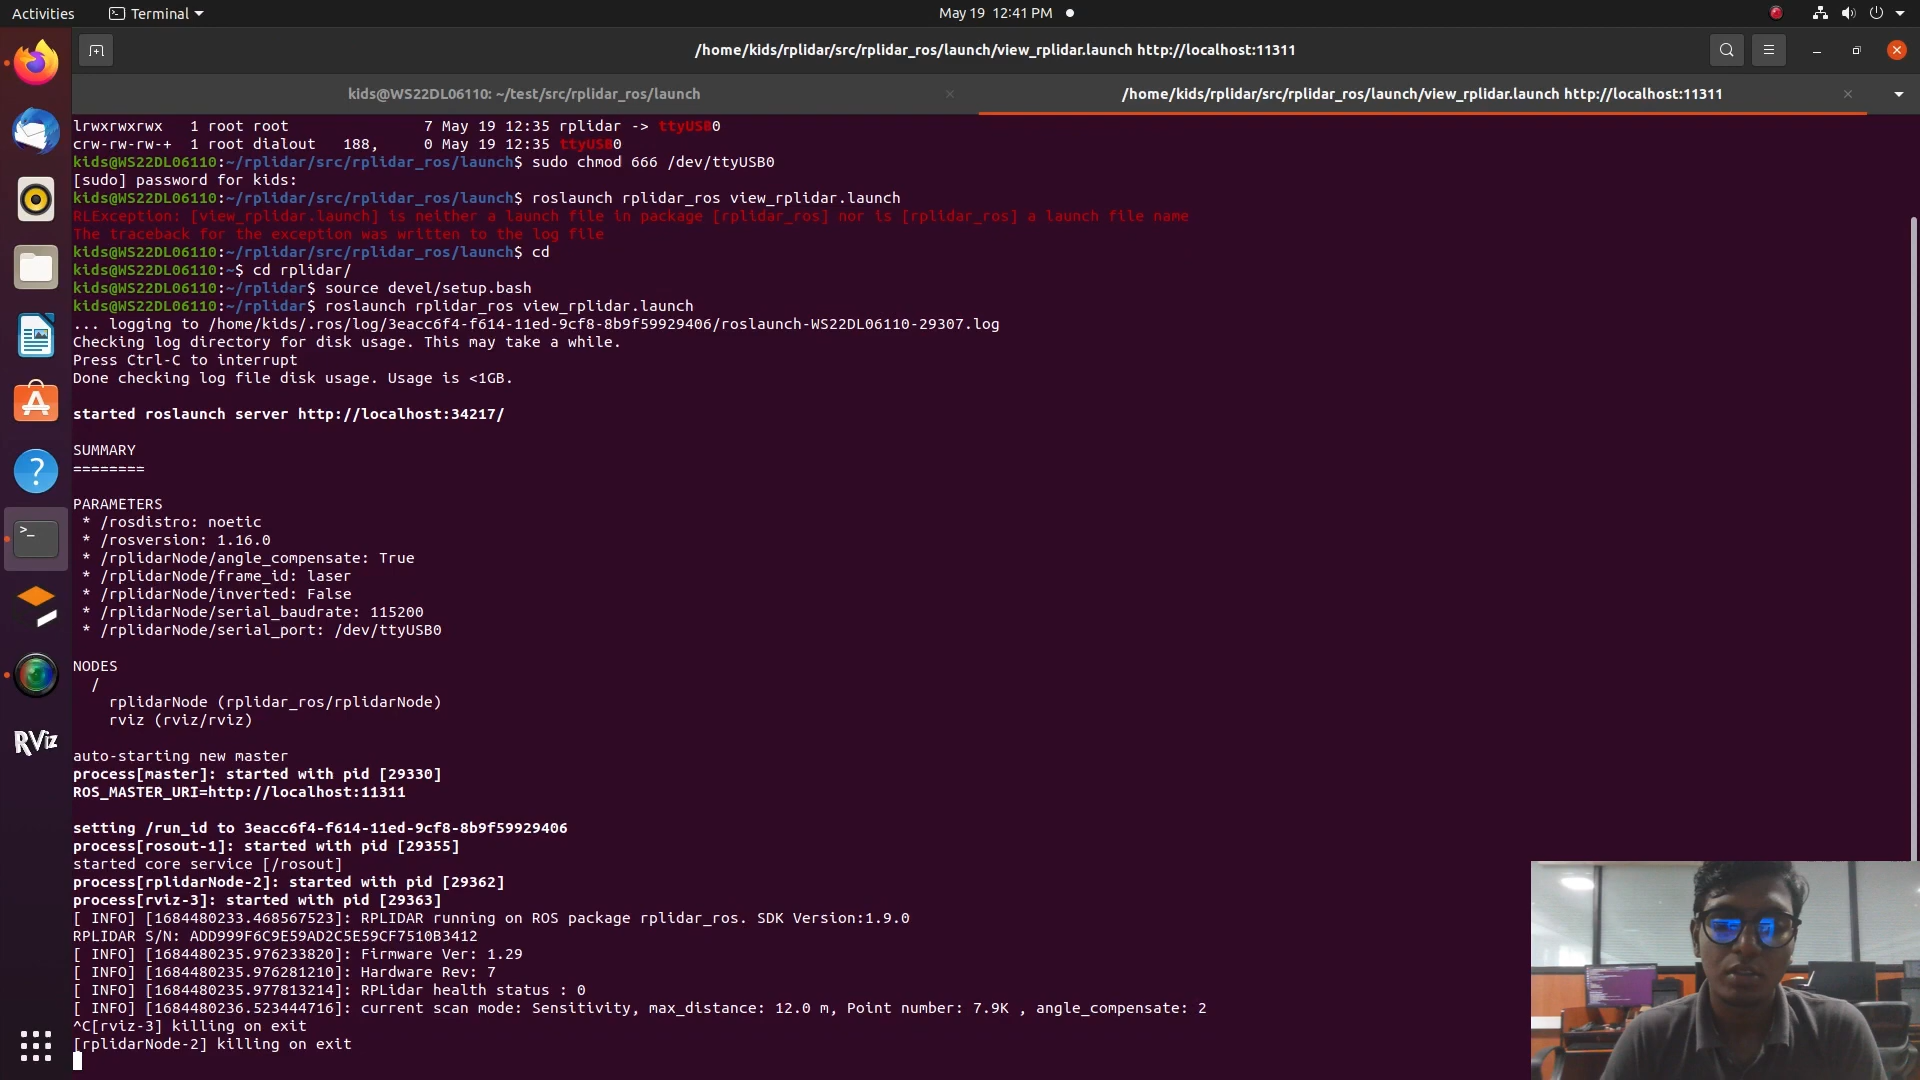 Activities
Terminal
May 19 12:41 PM
/home/kids/rplidar/src/rplidar_ros/launch/view_rplidar.launch http://localhost:11311
kids@WS22DL06110: ~/test/src/rplidar_ros/launch
/home/kids/rplidar/src/rplidar_ros/launch/view_rplidar.launch http://localhost:11311
lrwxrwxrwx   1 root root               7 May 19 12:35 rplidar -> ttyUSB0
crw-rw-rw-+  1 root dialout   188,     0 May 19 12:35 ttyUSB0
kids@WS22DL06110:~/rplidar/src/rplidar_ros/launch$ sudo chmod 666 /dev/ttyUSB0
[sudo] password for kids:
kids@WS22DL06110:~/rplidar/src/rplidar_ros/launch$ roslaunch rplidar_ros view_rplidar.launch
RLException: [view_rplidar.launch] is neither a launch file in package [rplidar_ros] nor is [rplidar_ros] a launch file name
The traceback for the exception was written to the log file
kids@WS22DL06110:~/rplidar/src/rplidar_ros/launch$ cd
kids@WS22DL06110:~$ cd rplidar/
kids@WS22DL06110:~/rplidar$ source devel/setup.bash
kids@WS22DL06110:~/rplidar$ roslaunch rplidar_ros view_rplidar.launch
... logging to /home/kids/.ros/log/3eacc6f4-f614-11ed-9cf8-8b9f59929406/roslaunch-WS22DL06110-29307.log
Checking log directory for disk usage. This may take a while.
Press Ctrl-C to interrupt
Done checking log file disk usage. Usage is <1GB.
started roslaunch server http://localhost:34217/
SUMMARY
========
PARAMETERS
* /rosdistro: noetic
* /rosversion: 1.16.0
* /rplidarNode/angle_compensate: True
* /rplidarNode/frame_id: laser
* /rplidarNode/inverted: False
* /rplidarNode/serial_baudrate: 115200
* /rplidarNode/serial_port: /dev/ttyUSB0
NODES
/
rplidarNode (rplidar_ros/rplidarNode)
rviz (rviz/rviz)
RViz
auto-starting new master
process[master]: started with pid [29330]
ROS_MASTER_URI=http://localhost:11311
setting /run_id to 3eacc6f4-f614-11ed-9cf8-8b9f59929406
process[rosout-1]: started with pid [29355]
started core service [/rosout]
process[rplidarNode-2]: started with pid [29362]
process[rviz-3]: started with pid [29363]
[ INFO] [1684480233.468567523]: RPLIDAR running on ROS package rplidar_ros. SDK Version:1.9.0
RPLIDAR S/N: ADD999F6C9E59AD2C5E59CF7510B3412
[ INFO] [1684480235.976233820]: Firmware Ver: 1.29
[ INFO] [1684480235.976281210]: Hardware Rev: 7
[ INFO] [1684480235.977813214]: RPLidar health status : 0
[ INFO] [1684480236.523444716]: current scan mode: Sensitivity, max_distance: 12.0 m, Point number: 7.9K , angle_compensate: 2
^C[rviz-3] killing on exit
[rplidarNode-2] killing on exit